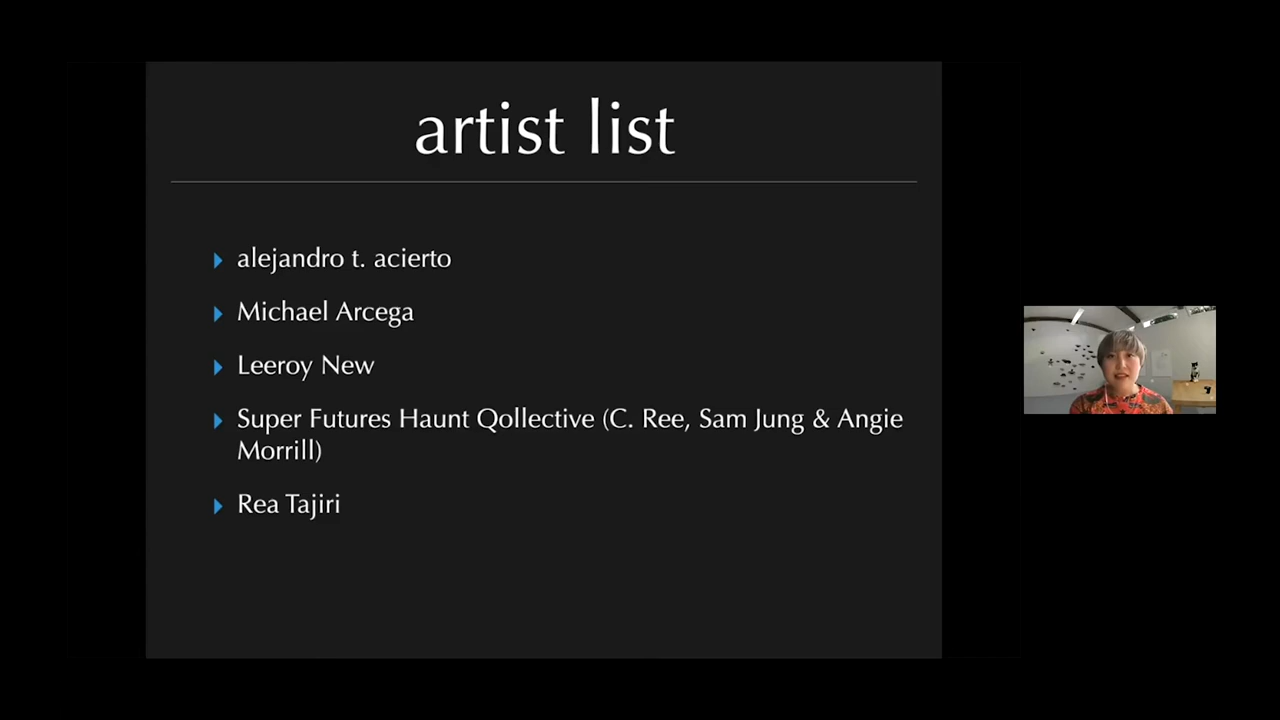 artist list
alejandro t. acierto
Michael Arcega
Leeroy New
Super Futures Haunt Qollective (C. Ree, Sam Jung & Angie
Morrill)
Rea Tajiri